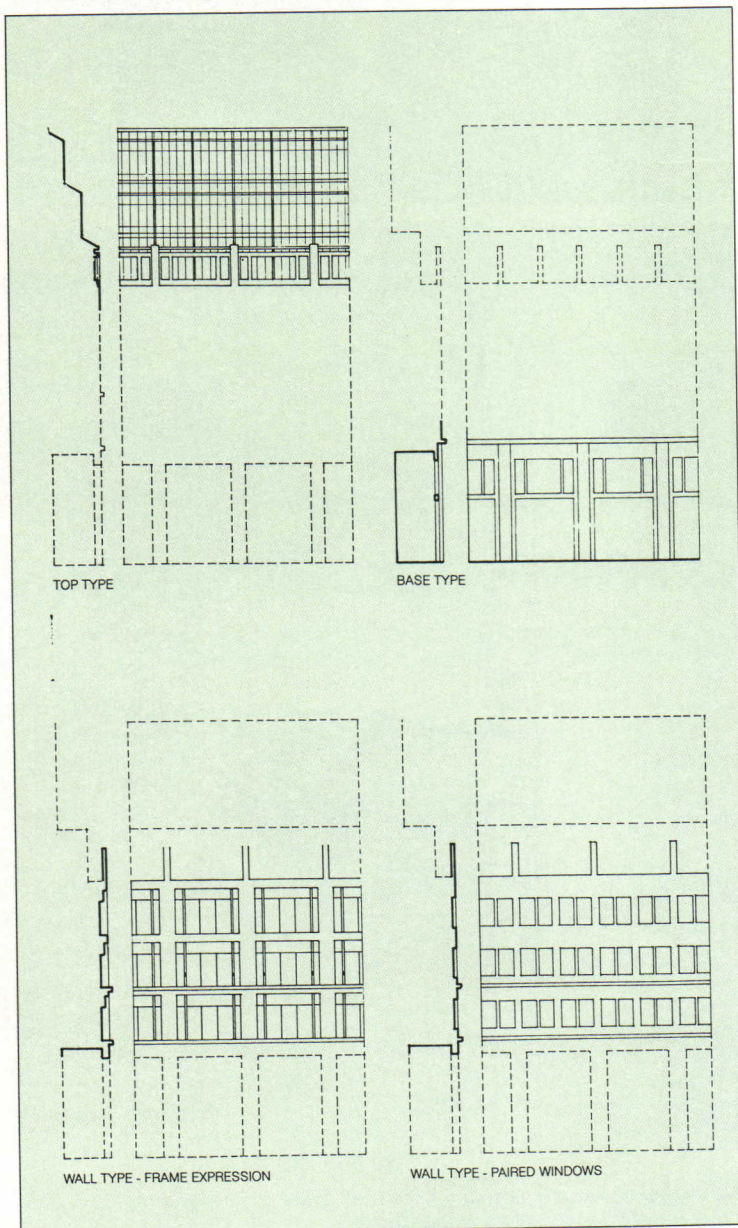 TOP TYPE
BASE TYPE
WALL TYPE - FRAME EXPRESSION
WALL TYPE - PAIRED WINDOWS